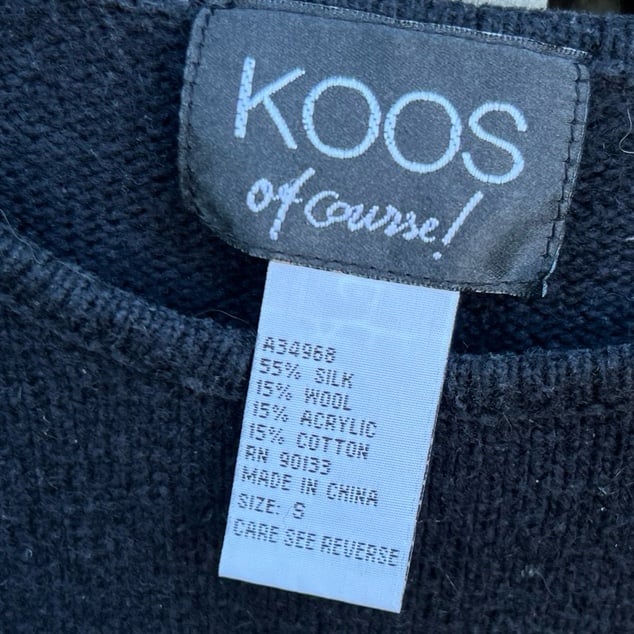 KOOS
of course!
A34968
55% SILK
15% WOOL
15% ACRYLIC
15% COTTON
RN 90133
MADE IN CHINA
SIZE: S
CARE SEE REVERSE